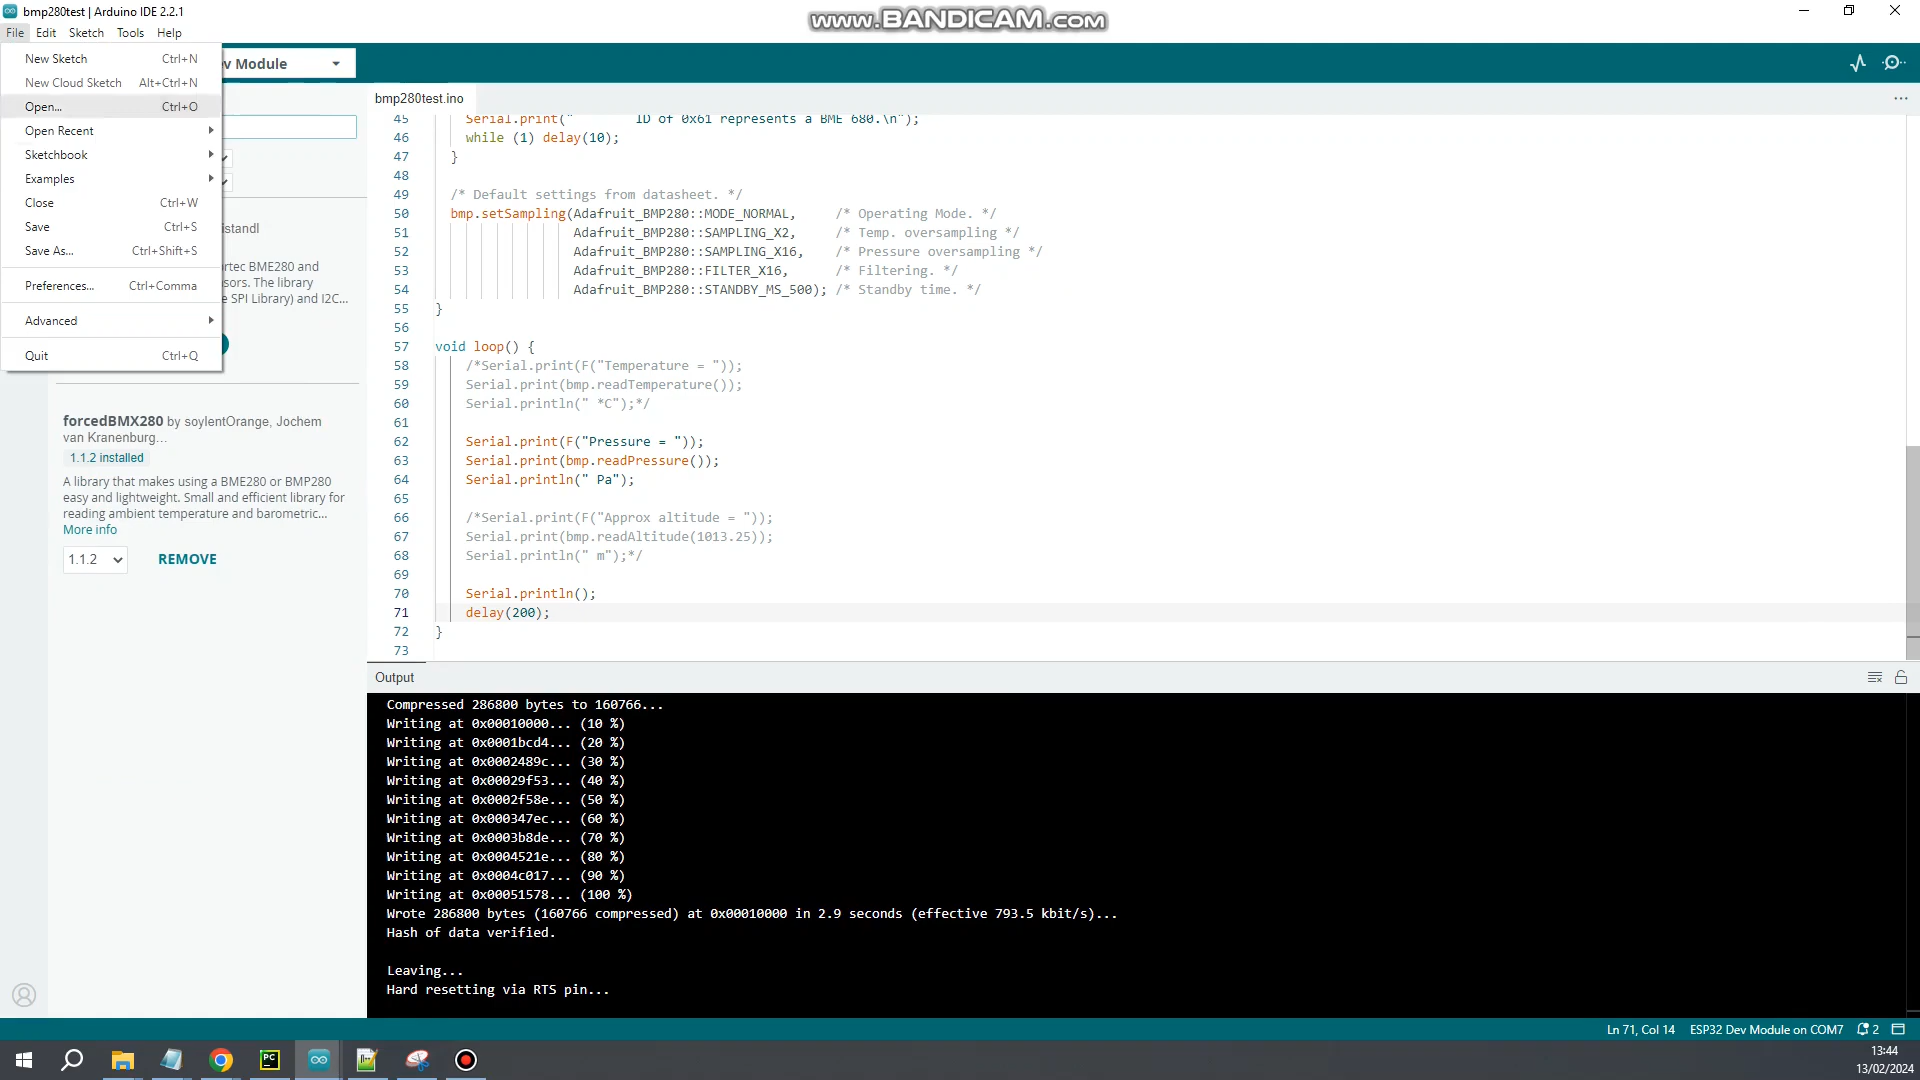 bmp280test | Arduino IDE 2.2.1
www.BANDICAM.com
File Edit Sketch Tools Help
New Sketch Ctrl+N
New Cloud Sketch Alt+Ctrl+N
Open... Ctrl+O
Open Recent
Sketchbook
Examples
Close Ctrl+W
Save Ctrl+S
Save As... Ctrl+Shift+S
Preferences... Ctrl+Comma
Advanced
Quit Ctrl+Q
v Module
istandl
rtec BME280 and
sors. The library
e SPI Library) and I2C...
forcedBMX280 by soylentOrange, Jochem
van Kranenburg...
1.1.2 installed
A library that makes using a BME280 or BMP280
easy and lightweight. Small and efficient library for
reading ambient temperature and barometric...
More info
1.1.2 REMOVE
bmp280test.ino
45 Serial.print("        ID of 0x61 represents a BME 680.\n");
46 while (1) delay(10);
47 }
48
49 /* Default settings from datasheet. */
50 bmp.setSampling(Adafruit_BMP280::MODE_NORMAL,     /* Operating Mode. */
51 Adafruit_BMP280::SAMPLING_X2,     /* Temp. oversampling */
52 Adafruit_BMP280::SAMPLING_X16,    /* Pressure oversampling */
53 Adafruit_BMP280::FILTER_X16,      /* Filtering. */
54 Adafruit_BMP280::STANDBY_MS_500); /* Standby time. */
55 }
56
57 void loop() {
58 /*Serial.print(F("Temperature = "));
59 Serial.print(bmp.readTemperature());
60 Serial.println(" *C");*/
61
62 Serial.print(F("Pressure = "));
63 Serial.print(bmp.readPressure());
64 Serial.println(" Pa");
65
66 /*Serial.print(F("Approx altitude = "));
67 Serial.print(bmp.readAltitude(1013.25));
68 Serial.println(" m");*/
69
70 Serial.println();
71 delay(200);
72 }
73
Output
Compressed 286800 bytes to 160766...
Writing at 0x00010000... (10 %)
Writing at 0x0001bcd4... (20 %)
Writing at 0x0002489c... (30 %)
Writing at 0x00029f53... (40 %)
Writing at 0x0002f58e... (50 %)
Writing at 0x000347ec... (60 %)
Writing at 0x0003b8de... (70 %)
Writing at 0x0004521e... (80 %)
Writing at 0x0004c017... (90 %)
Writing at 0x00051578... (100 %)
Wrote 286800 bytes (160766 compressed) at 0x00010000 in 2.9 seconds (effective 793.5 kbit/s)...
Hash of data verified.
Leaving...
Hard resetting via RTS pin...
Ln 71, Col 14 ESP32 Dev Module on COM7 2
PC
13:44
13/02/2024